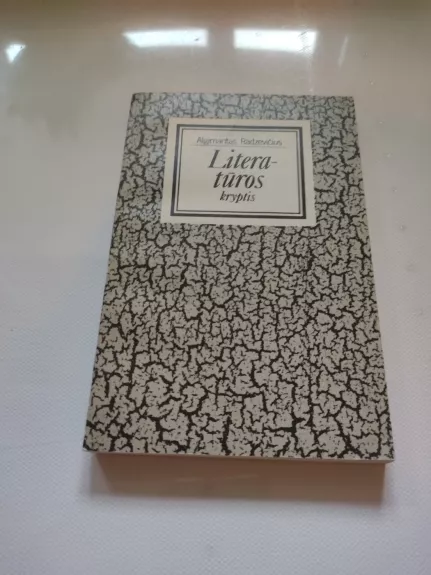 Algimantas Radzevičius
Litera-
tūros
kryptis